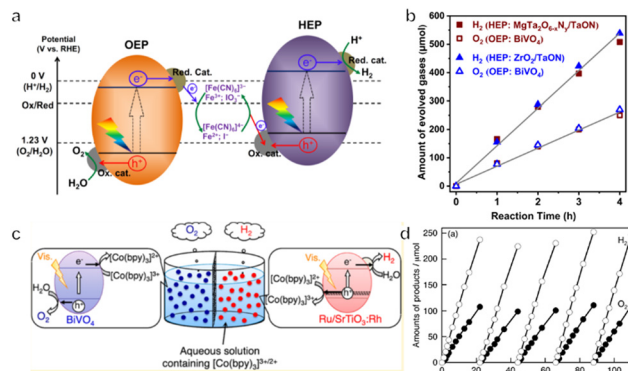 a
Potential
(V vs. RHE)
OEP
HEP
H⁺
H₂
Red. Cat.
e⁻
Red. Cat.
e⁻
0 V
(H⁺/H₂)
e
[Fe(CN)₆]³⁻
Fe³⁺; IO₃⁻
Ox/Red
[Fe(CN)₆]⁴⁻
Fe²⁺; I⁻
e
1.23 V
(O₂/H₂O)
O₂
H₂O
h⁺
Ox. cat.
Ox. cat.
h⁺
b
Amount of evolved gases (μmol)
600
500
400
300
200
100
0
H₂ (HEP: MgTa₂O₆₋ₓNᵧ/TaON)
O₂ (OEP: BiVO₄)
H₂ (HEP: ZrO₂/TaON)
O₂ (OEP: BiVO₄)
0 1 2 3 4
Reaction Time (h)
c
O₂
H₂
Vis.
e⁻
[Co(bpy)₃]²⁺
[Co(bpy)₃]³⁺
H₂O
h⁺
O₂
BiVO₄
Vis.
e⁻
H₂
H₂O
[Co(bpy)₃]²⁺
[Co(bpy)₃]³⁺
h⁺
Ru/SrTiO₃:Rh
Aqueous solution
containing [Co(bpy)₃]³⁺/²⁺
d
(a)
Amounts of products / μmol
250
200
150
100
50
0
H₂
O₂
0 20 40 60 80 100